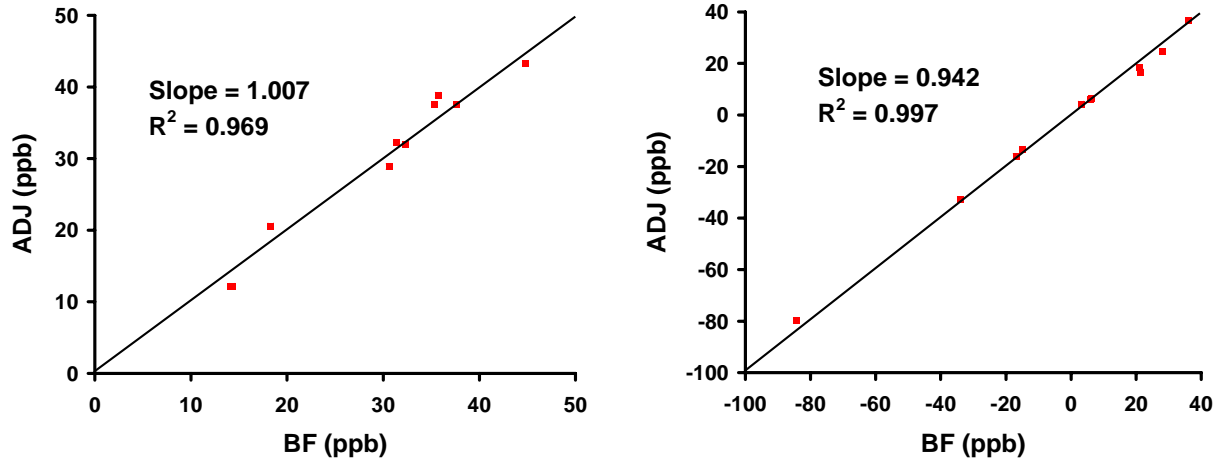 50
40
30
20
10
0
ADJ (ppb)
Slope = 1.007
R² = 0.969
0 10 20 30 40 50
BF (ppb)
40
20
0
-20
-40
-60
-80
-100
ADJ (ppb)
Slope = 0.942
R² = 0.997
-100 -80 -60 -40 -20 0 20 40
BF (ppb)